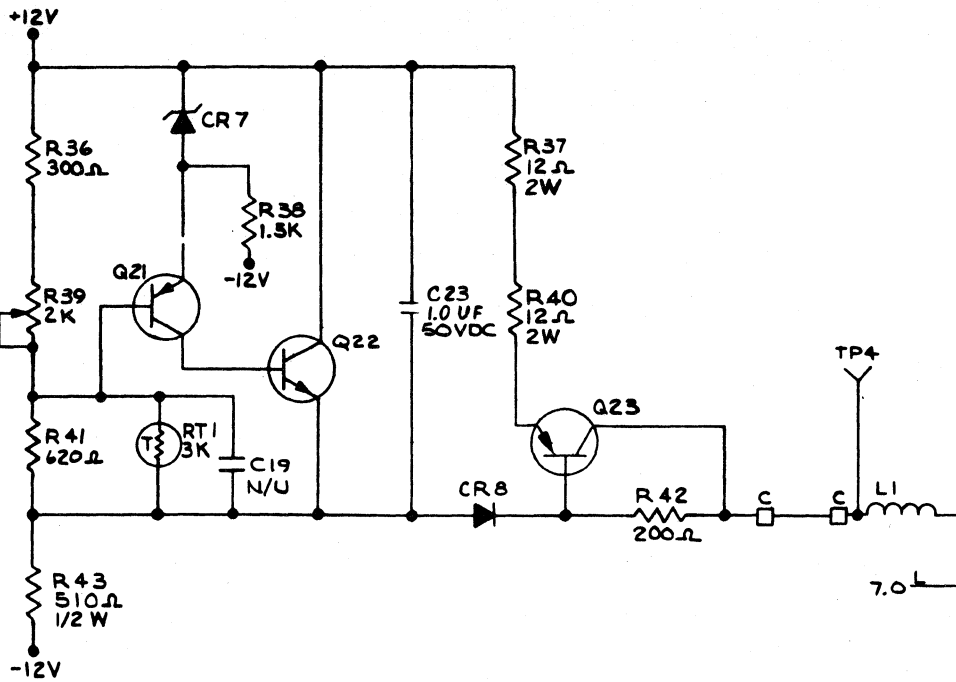 +12V
R36
300Ω
CR7
R38
1.5K
-12V
R37
12Ω
2W
Q21
R39
2K
C23
1.0 UF
50VDC
R40
12Ω
2W
Q22
TP4
Q23
R41
620Ω
T
RT1
3K
C19
N/U
CR8
R42
200Ω
C
C
L1
R43
510Ω
1/2W
-12V
7.0
L